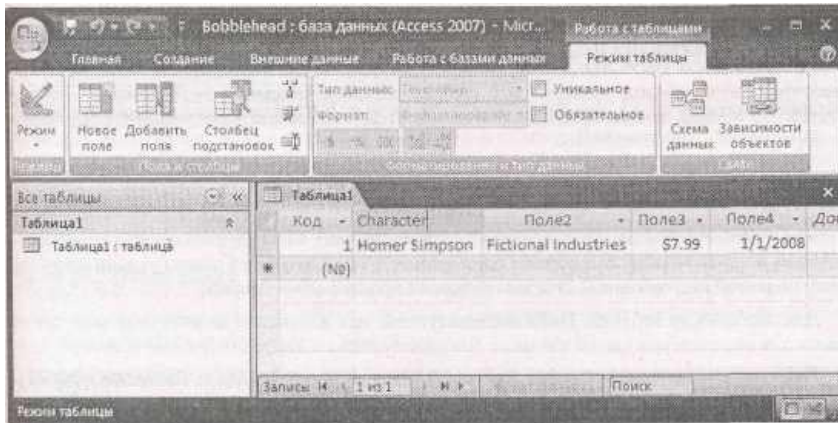 Bobblehead : база данных (Access 2007) - Micr...
Работа с таблицами
Главная Создание Внешние данные Работа с базами данных Режим таблицы
Режим
Новое поле
Добавить поля
Столбец подстановок
Тип данных:
Формат:
Уникальное
Обязательное
Схема данных
Зависимости объектов
Режимы
Поля и столбцы
Форматирование и тип данных
Связи
Все таблицы
Таблица1
Таблица1 : таблица
Таблица1
Код Character Поле2 Поле3 Поле4
1 Homer Simpson Fictional Industries $7.99 1/1/2008
(№)
Записи: 1 из 1 Поиск
Режим таблицы